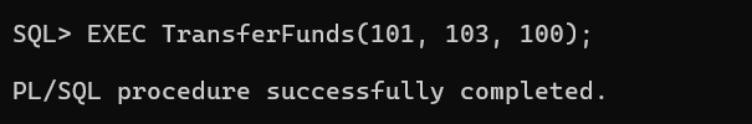 SQL> EXEC TransferFunds(101, 103, 100);
PL/SQL procedure successfully completed.